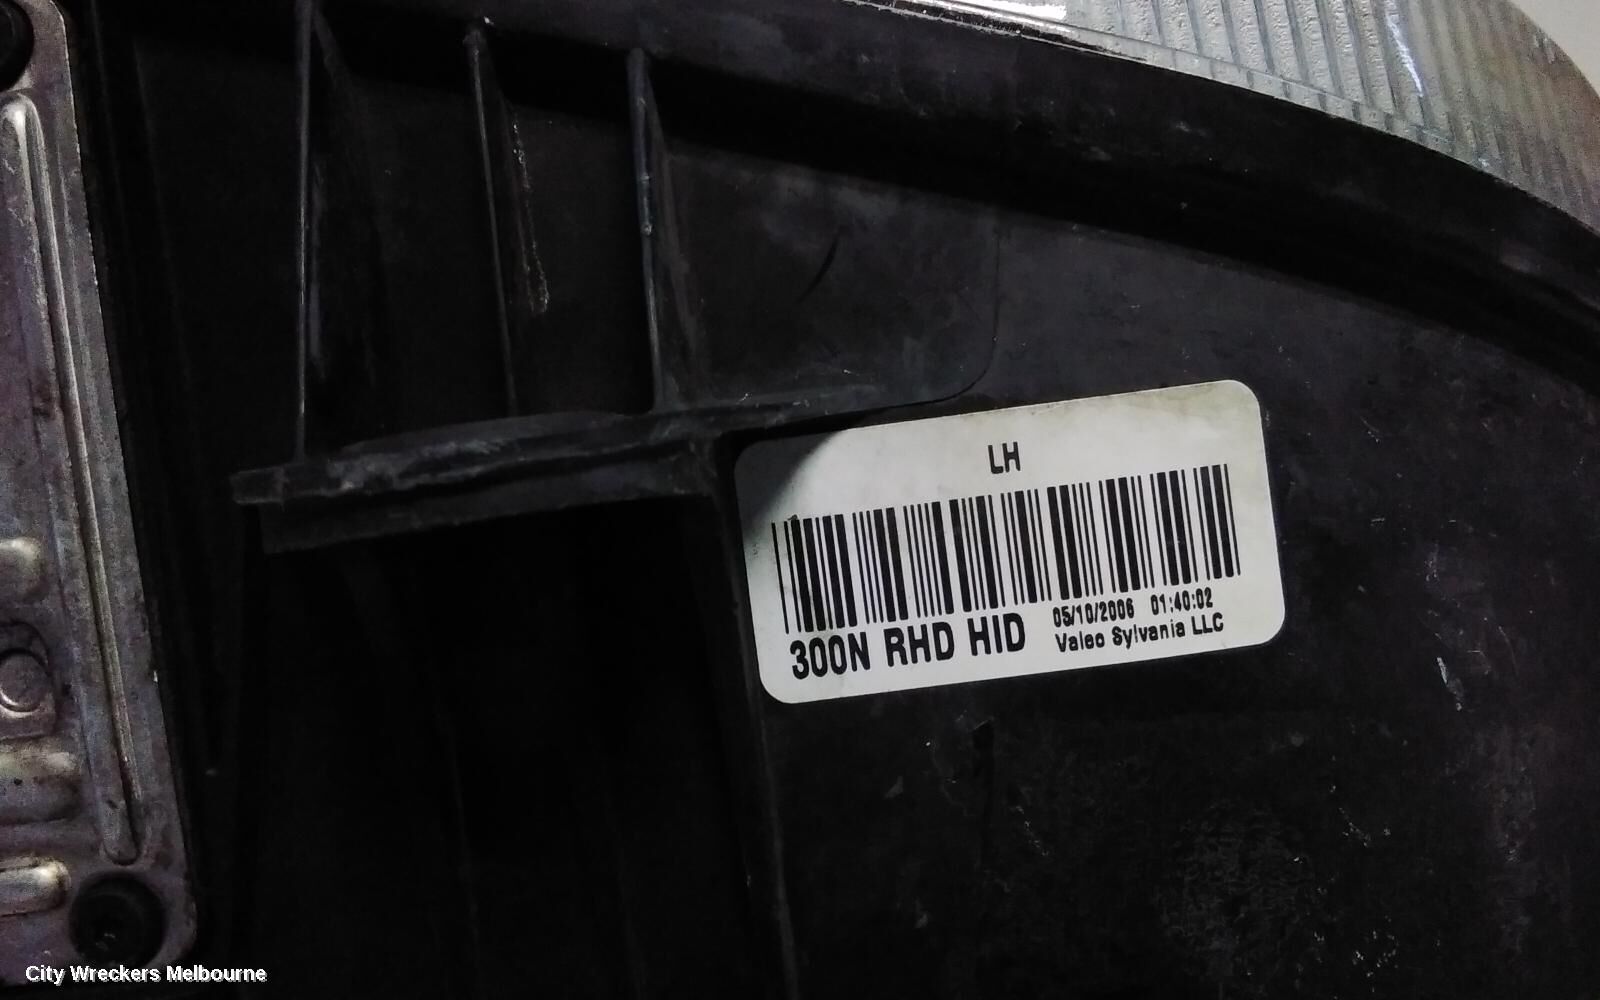 LH
300N RHD HID
05/10/2006 01:40:02
Valeo Sylvania LLC
City Wreckers Melbourne